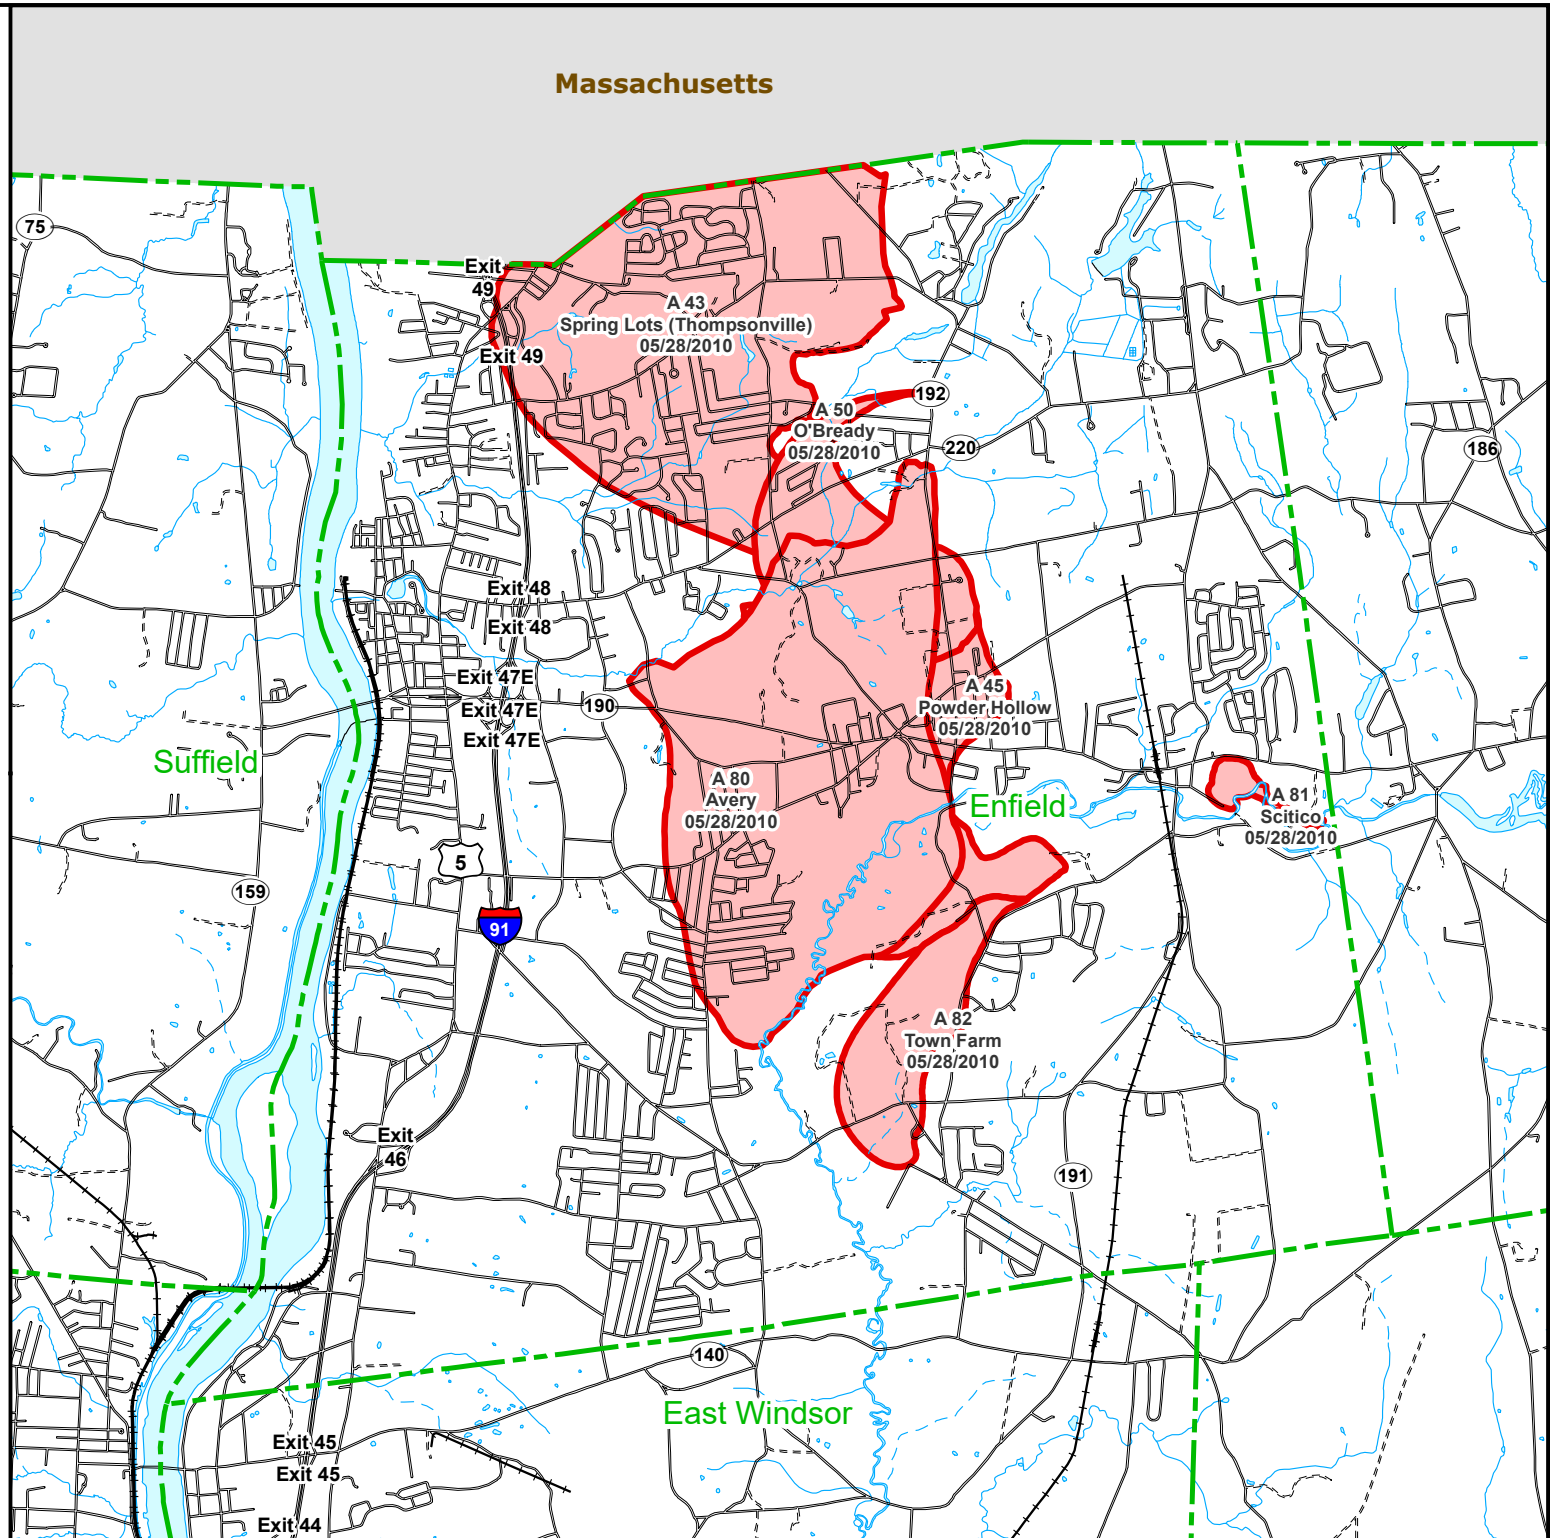 Massachusetts
75
Exit
49
A 43
Spring Lots (Thompsonville)
05/28/2010
Exit 49
192
A 50
O'Bready
05/28/2010
220
186
Exit 48
Exit 48
Exit 47E
190
Exit 47E
Exit 47E
A 45
Powder Hollow
05/28/2010
Suffield
A 80
Avery
05/28/2010
Enfield
A 81
Scitico
05/28/2010
5
159
91
A 82
Town Farm
05/28/2010
Exit
46
191
140
East Windsor
Exit 45
Exit 45
Exit 44